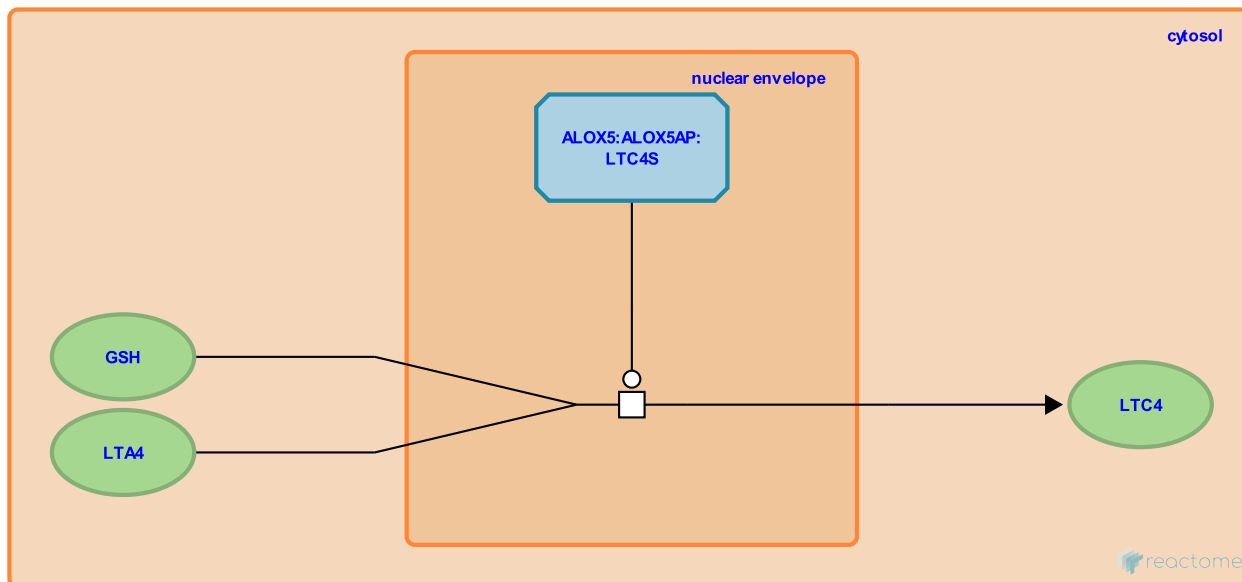 cytosol
nuclear envelope
ALOX5:ALOX5AP:
LTC4S
GSH
LTC4
LTA4
reactome